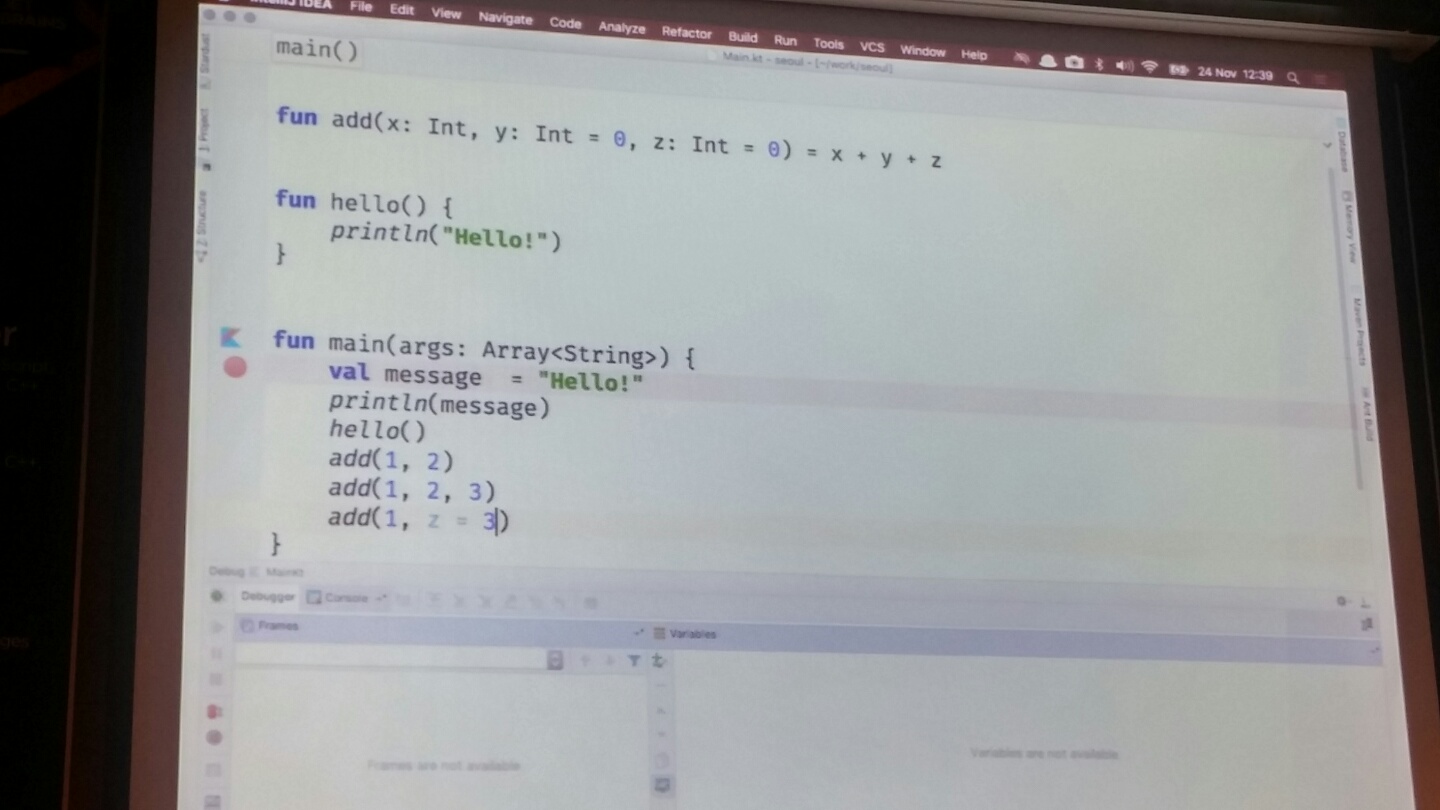 IDEA File Edit View Navigate Code Analyze Refactor Build Run Tools VCS Window Help 24 Nov 12:39
Main.kt - seoul - [~/work/seoul]
main()
fun add(x: Int, y: Int = 0, z: Int = 0) = x + y + z
fun hello() {
println("Hello!")
}
fun main(args: Array<String>) {
val message = "Hello!"
println(message)
hello()
add(1, 2)
add(1, 2, 3)
add(1, z = 3)
}
1: Project
Z: Structure
Database
Memory View
Maven Projects
Ant Build
Debug MainKt
Debugger Console
Frames Variables
Frames are not available
Variables are not available